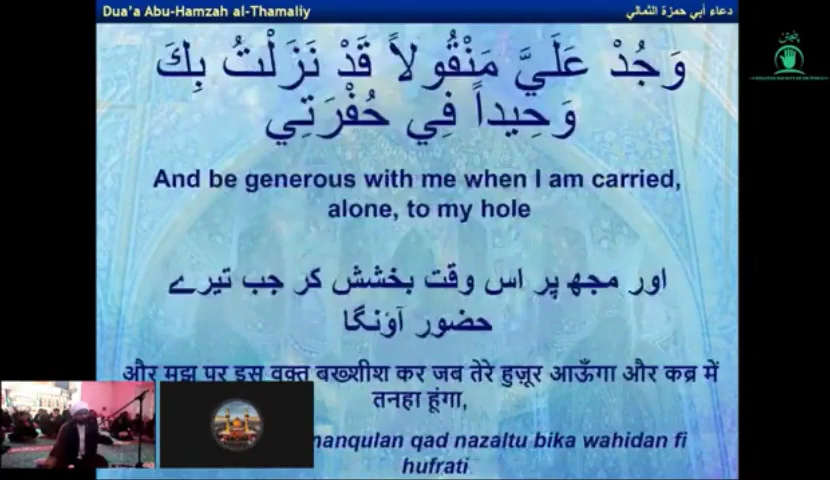 Dua'a Abu-Hamzah al-Thamaliy
دعاء أبي حمزة الثمالي
وَجُدْ عَلَيَّ مَنْقُولاً قَدْ نَزَلْتُ بِكَ
وَحِيداً فِي حُفْرَتِي
And be generous with me when I am carried,
alone, to my hole
اور مجھ پر اس وقت بخشش کر جب تیرے
حضور آؤنگا
और मुझ पर इस वक़्त बख्शीश कर जब तेरे हुज़ूर आऊँगा और कब्र में
तनहा हूंगा,
manqulan qad nazaltu bika wahidan fi
hufrati